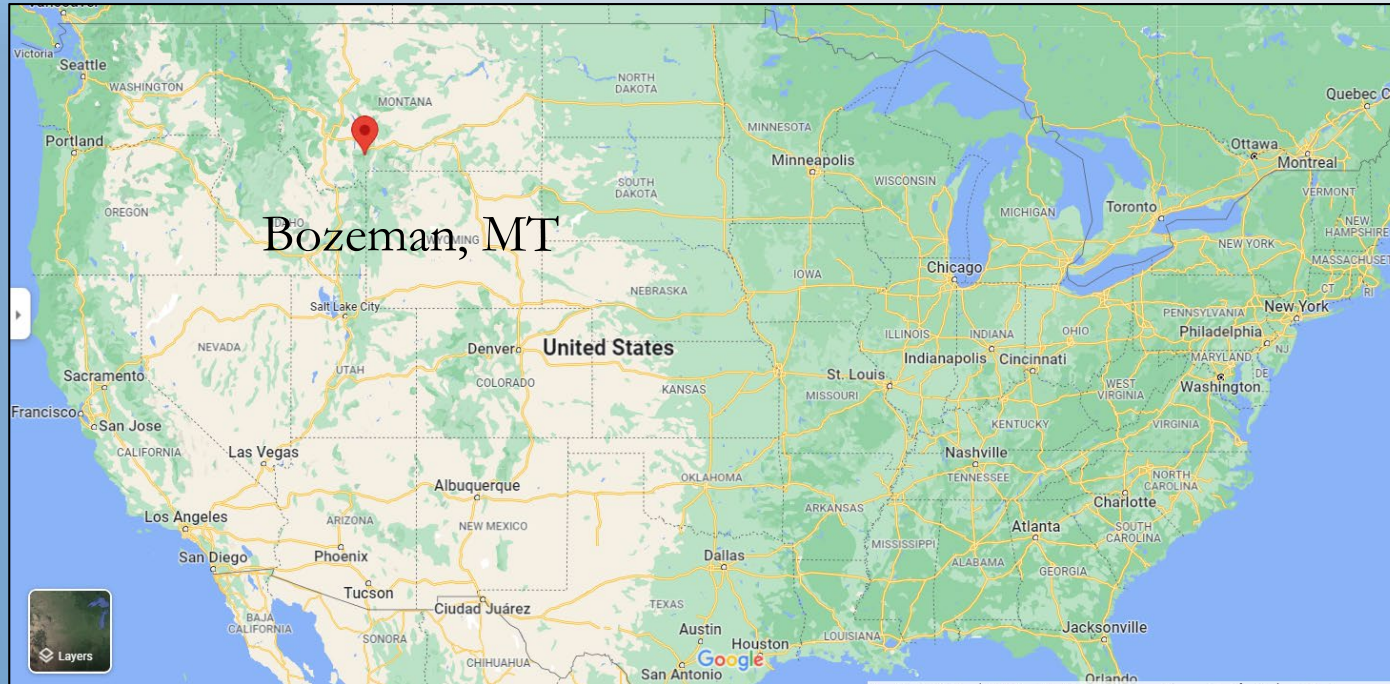 Victoria
Seattle
WASHINGTON
MONTANA
NORTH
DAKOTA
Quebec C
Portland
MINNESOTA
Minneapolis
Ottawa
Montreal
SOUTH
DAKOTA
WISCONSIN
VERMONT
OREGON
MICHIGAN
Toronto
NEW
HAMPSHIRE
Bozeman, MT
WYOMING
NEW YORK
MASSACHUSET
IOWA
Chicago
CT
RI
NEBRASKA
Salt Lake City
PENNSYLVANIA
New York
NEVADA
Denver
United States
ILLINOIS
INDIANA
OHIO
Philadelphia
NJ
Indianapolis
Cincinnati
MARYLAND
DE
UTAH
Sacramento
COLORADO
KANSAS
St. Louis
MISSOURI
WEST
VIRGINIA
Washington
Francisco
San Jose
KENTUCKY
VIRGINIA
CALIFORNIA
Las Vegas
Nashville
TENNESSEE
Albuquerque
OKLAHOMA
NORTH
CAROLINA
Charlotte
Los Angeles
ARIZONA
NEW MEXICO
ARKANSAS
Atlanta
SOUTH
CAROLINA
San Diego
Phoenix
Dallas
MISSISSIPPI
ALABAMA
GEORGIA
Tucson
Ciudad Juárez
TEXAS
BAJA
CALIFORNIA
SONORA
Austin
Houston
LOUISIANA
Jacksonville
Layers
CHIHUAHUA
San Antonio
Google
Orlando